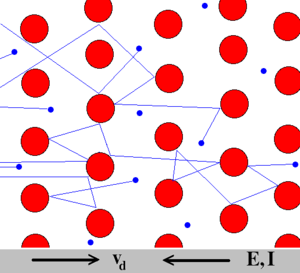 v_d E, I